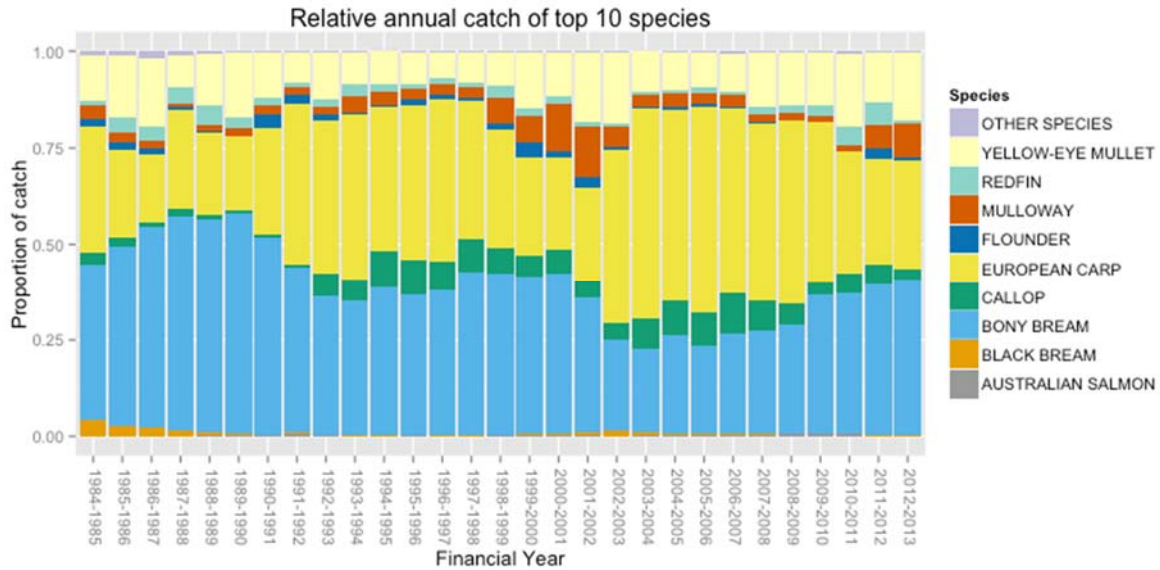 Relative annual catch of top 10 species
Proportion of catch
1.00
0.75
0.50
0.25
0.00
1984-1985
1985-1986
1986-1987
1987-1988
1988-1989
1989-1990
1990-1991
1991-1992
1992-1993
1993-1994
1994-1995
1995-1996
1996-1997
1997-1998
1998-1999
1999-2000
2000-2001
2001-2002
2002-2003
2003-2004
2004-2005
2005-2006
2006-2007
2007-2008
2008-2009
2009-2010
2010-2011
2011-2012
2012-2013
Financial Year
Species
OTHER SPECIES
YELLOW-EYE MULLET
REDFIN
MULLOWAY
FLOUNDER
EUROPEAN CARP
CALLOP
BONY BREAM
BLACK BREAM
AUSTRALIAN SALMON